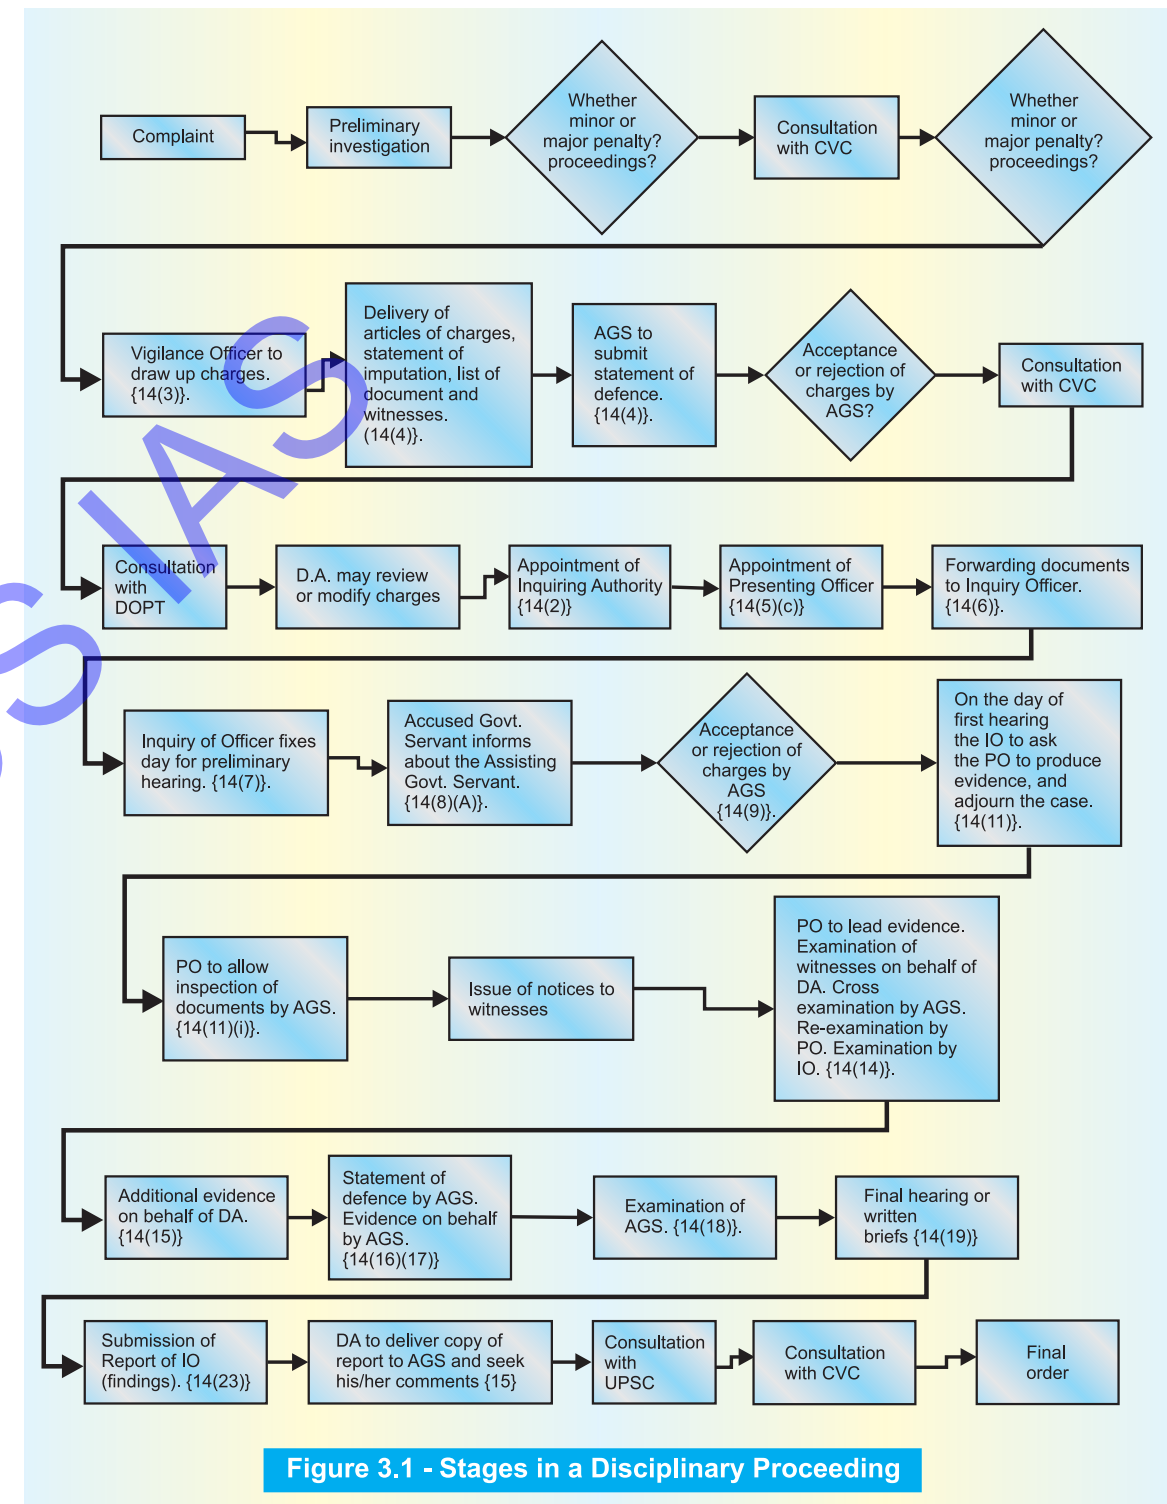 Complaint
Preliminary
investigation
Whether
minor or
major penalty?
proceedings?
Consultation
with CVC
Whether
minor or
major penalty?
proceedings?
Vigilance Officer to
draw up charges.
{14(3)}.
Delivery of
articles of charges,
statement of
imputation, list of
document and
witnesses.
(14(4)}.
AGS to
submit
statement of
defence.
{14(4)}.
Acceptance
or rejection of
charges by
AGS?
Consultation
with CVC
Consultation
with
DOPT
D.A. may review
or modify charges
Appointment of
Inquiring Authority
{14(2)}
Appointment of
Presenting Officer
{14(5)(c)}
Forwarding documents
to Inquiry Officer.
{14(6)}.
Inquiry of Officer fixes
day for preliminary
hearing. {14(7)}.
Accused Govt.
Servant informs
about the Assisting
Govt. Servant.
{14(8)(A)}.
Acceptance
or rejection of
charges by
AGS
{14(9)}.
On the day of
first hearing
the IO to ask
the PO to produce
evidence, and
adjourn the case.
{14(11)}.
PO to allow
inspection of
documents by AGS.
{14(11)(i)}.
Issue of notices to
witnesses
PO to lead evidence.
Examination of
witnesses on behalf of
DA. Cross
examination by AGS.
Re-examination by
PO. Examination by
IO. {14(14)}.
Additional evidence
on behalf of DA.
{14(15)}
Statement of
defence by AGS.
Evidence on behalf
by AGS.
{14(16)(17)}
Examination of
AGS. {14(18)}.
Final hearing or
written
briefs {14(19)}
Submission of
Report of IO
(findings). {14(23)}
DA to deliver copy of
report to AGS and seek
his/her comments {15}
Consultation
with
UPSC
Consultation
with CVC
Final
order
Figure 3.1 - Stages in a Disciplinary Proceeding
IAS